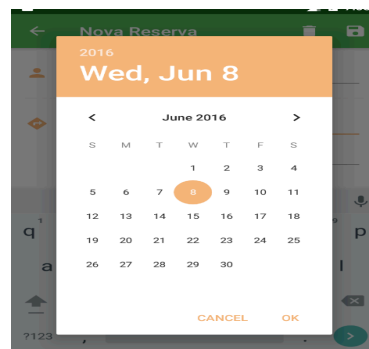 Nova Reserva
2016
Wed, Jun 8
June 2016
S M T W T F S
1 2 3 4
5 6 7 8 9 10 11
12 13 14 15 16 17 18
19 20 21 22 23 24 25
26 27 28 29 30
CANCEL OK
1 9
q p
a l
?123 , .